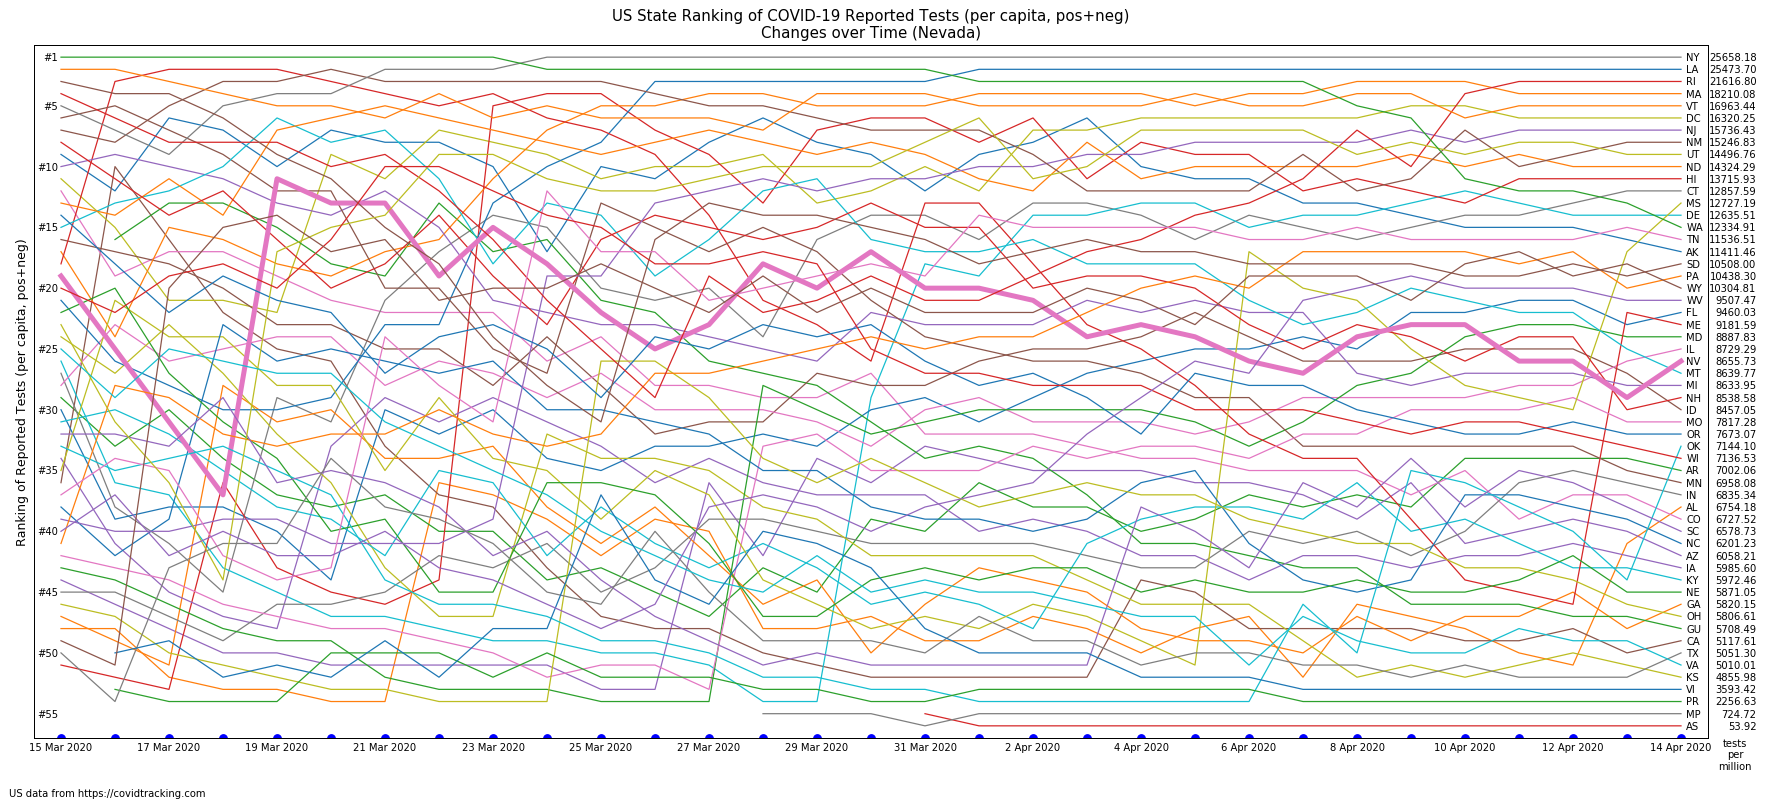 US State Ranking of COVID-19 Reported Tests (per capita, pos+neg)
Changes over Time (Nevada)
Ranking of Reported Tests (per capita, pos+neg)
#1
#5
#10
#15
#20
#25
#30
#35
#40
#45
#50
#55
NY 25658.18
LA 25473.70
RI 21616.80
MA 18210.08
VT 16963.44
DC 16320.25
NJ 15736.43
NM 15246.83
UT 14496.76
ND 14324.29
HI 13715.93
CT 12857.59
MS 12727.19
DE 12635.51
WA 12334.91
TN 11536.51
AK 11411.46
SD 10508.00
PA 10438.30
WY 10304.81
WV 9507.47
FL 9460.03
ME 9181.59
MD 8887.83
IL 8729.29
NV 8655.73
MT 8639.77
MI 8633.95
NH 8538.58
ID 8457.05
MO 7817.28
OR 7673.07
OK 7144.10
WI 7136.53
AR 7002.06
MN 6958.08
IN 6835.34
AL 6754.18
CO 6727.52
SC 6578.73
NC 6201.23
AZ 6058.21
IA 5985.60
KY 5972.46
NE 5871.05
GA 5820.15
OH 5806.61
GU 5708.49
CA 5117.61
TX 5051.30
VA 5010.01
KS 4855.98
VI 3593.42
PR 2256.63
MP 724.72
AS 53.92
15 Mar 2020 17 Mar 2020 19 Mar 2020 21 Mar 2020 23 Mar 2020 25 Mar 2020 27 Mar 2020 29 Mar 2020 31 Mar 2020 2 Apr 2020 4 Apr 2020 6 Apr 2020 8 Apr 2020 10 Apr 2020 12 Apr 2020 14 Apr 2020
tests
per
million
US data from https://covidtracking.com